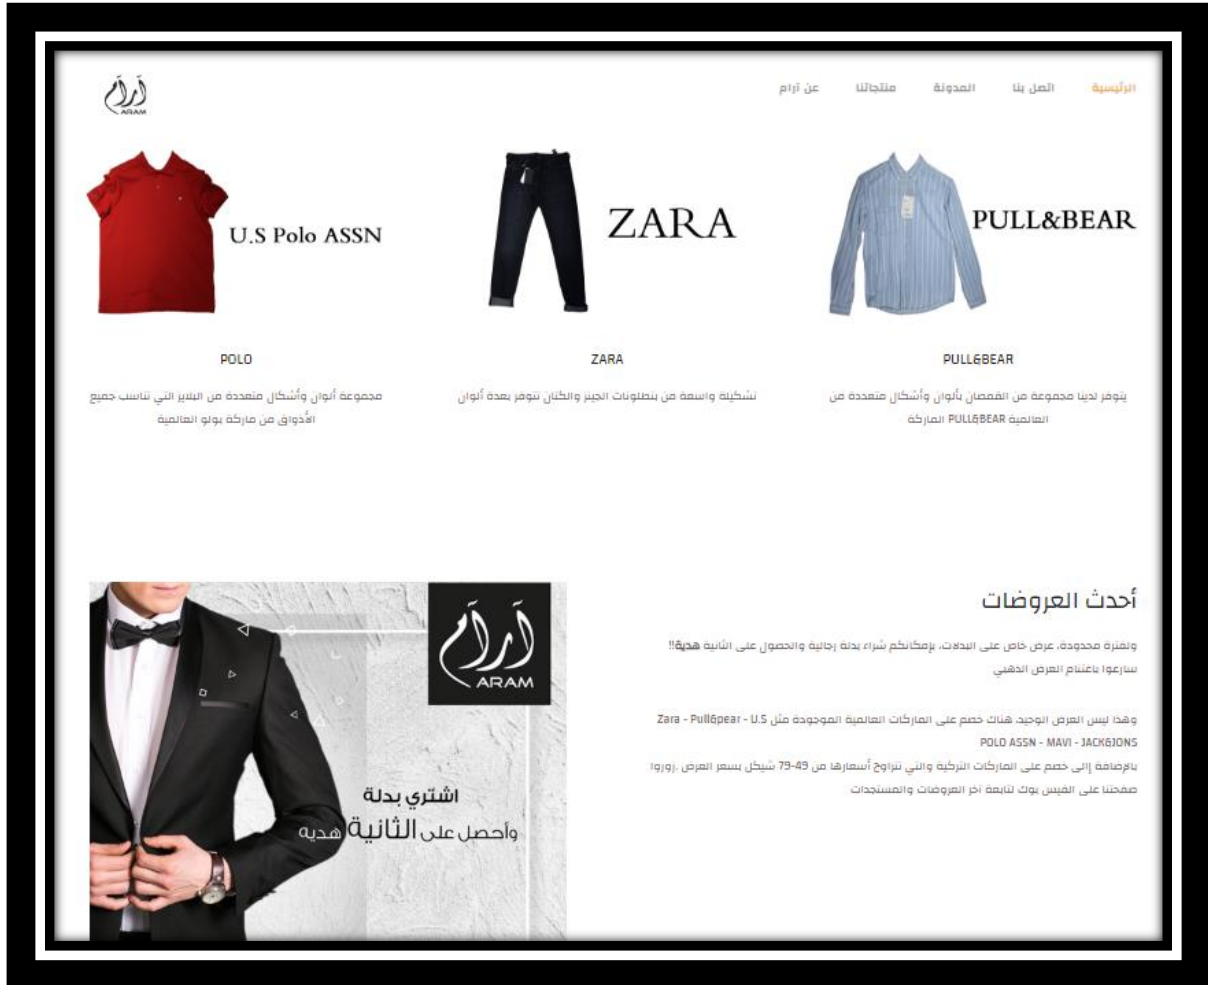 الرئيسية
اتصل بنا
المدونة
منتجاتنا
عن آرام
آرام
ARAM
PULL&BEAR
ZARA
U.S Polo ASSN
PULL&BEAR
يتوفر لدينا مجموعة من القمصان بألوان وأشكال متعددة من
العالمية PULL&BEAR الماركة
ZARA
تشكيلة واسعة من بنطلونات الجينز والكتان تتوفر بعدة ألوان
POLO
مجموعة ألوان وأشكال متعددة من البلايز التي تناسب جميع
الأذواق من ماركة بولو العالمية
أحدث العروضات
ولفترة محدودة، عرض خاص على البدلات، بإمكانكم شراء بدلة رجالية والحصول على الثانية هدية!!
سارعوا باغتنام العرض الذهبي
وهذا ليس العرض الوحيد، هناك خصم على الماركات العالمية الموجودة مثل Zara - Pull&pear - U.S
POLO ASSN - MAVI - JACK&JONS
بالإضافة إلى خصم على الماركات التركية والتي تتراوح أسعارها من 49-79 شيكل بسعر العرض .زوروا
صفحتنا على الفيس بوك لتابعة آخر العروضات والمستجدات
آرام
ARAM
اشتري بدلة
وأحصل على الثانية هديه